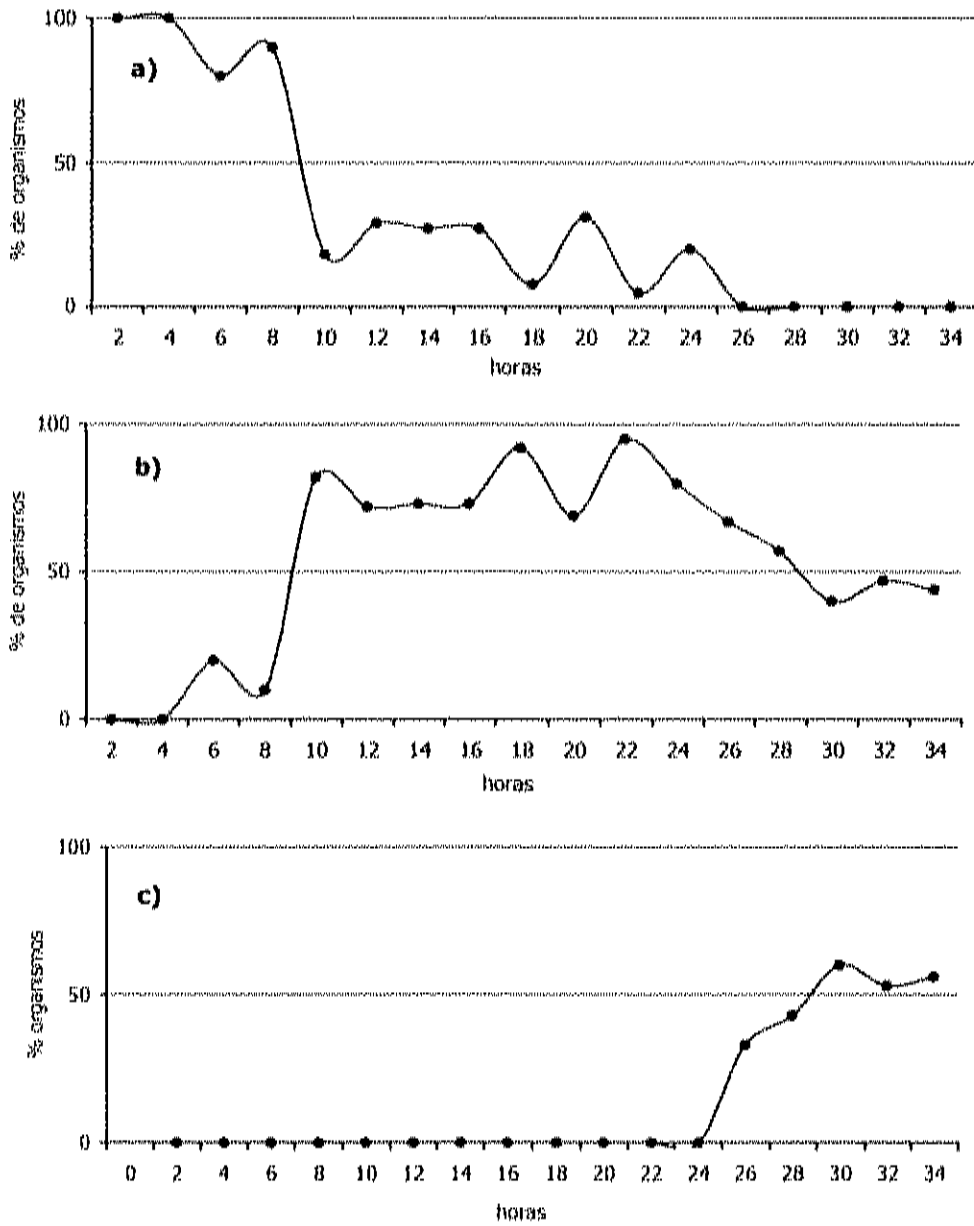 100
a)
50
0
% de organismos
2 4 6 8 10 12 14 16 18 20 22 24 26 28 30 32 34
horas
100
b)
50
0
% de organismos
2 4 6 8 10 12 14 16 18 20 22 24 26 28 30 32 34
horas
100
c)
50
0
% organismos
0 2 4 6 8 10 12 14 16 18 20 22 24 26 28 30 32 34
horas